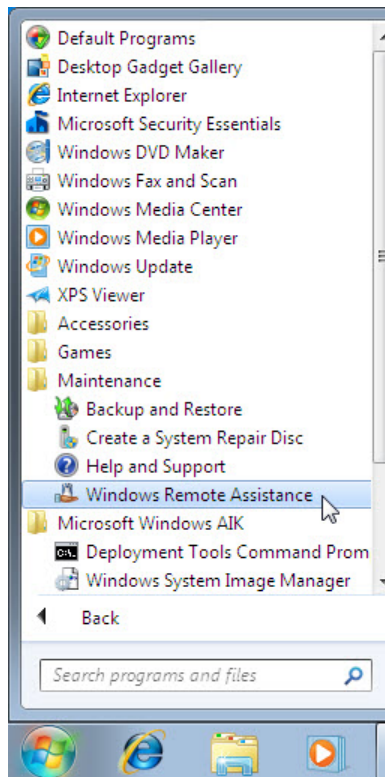 Default Programs
Desktop Gadget Gallery
Internet Explorer
Microsoft Security Essentials
Windows DVD Maker
Windows Fax and Scan
Windows Media Center
Windows Media Player
Windows Update
XPS Viewer
Accessories
Games
Maintenance
Backup and Restore
Create a System Repair Disc
Help and Support
Windows Remote Assistance
Microsoft Windows AIK
Deployment Tools Command Prom
Windows System Image Manager
Back
Search programs and files